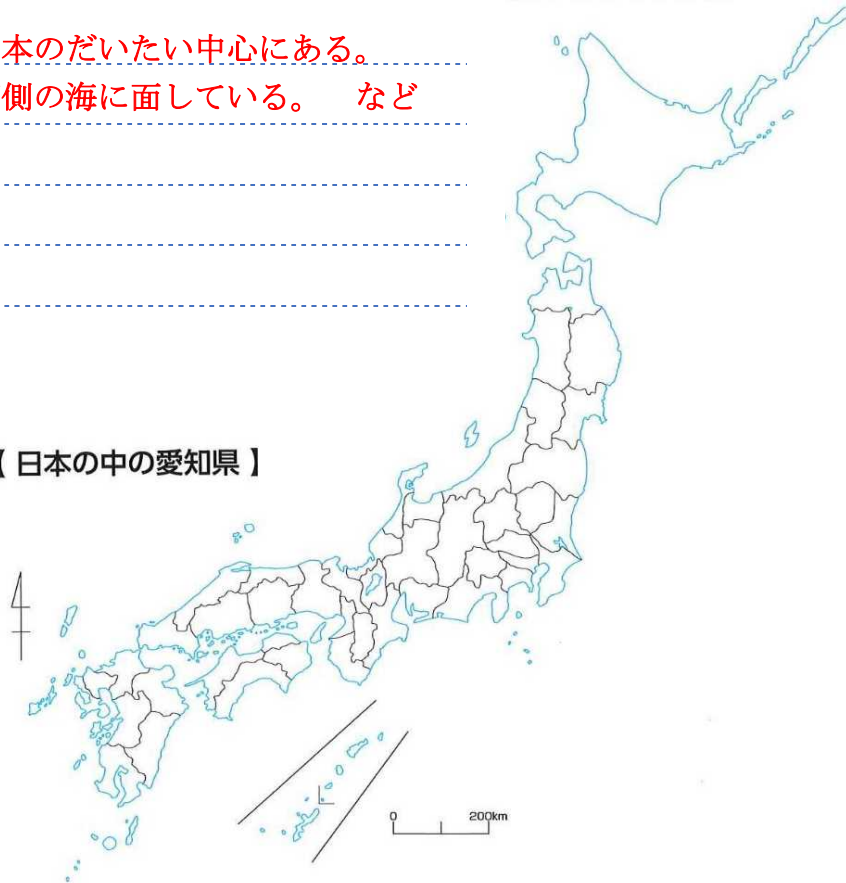 本のだいたい中心にある。
側の海に面している。　など
【 日本の中の愛知県 】
0 200km